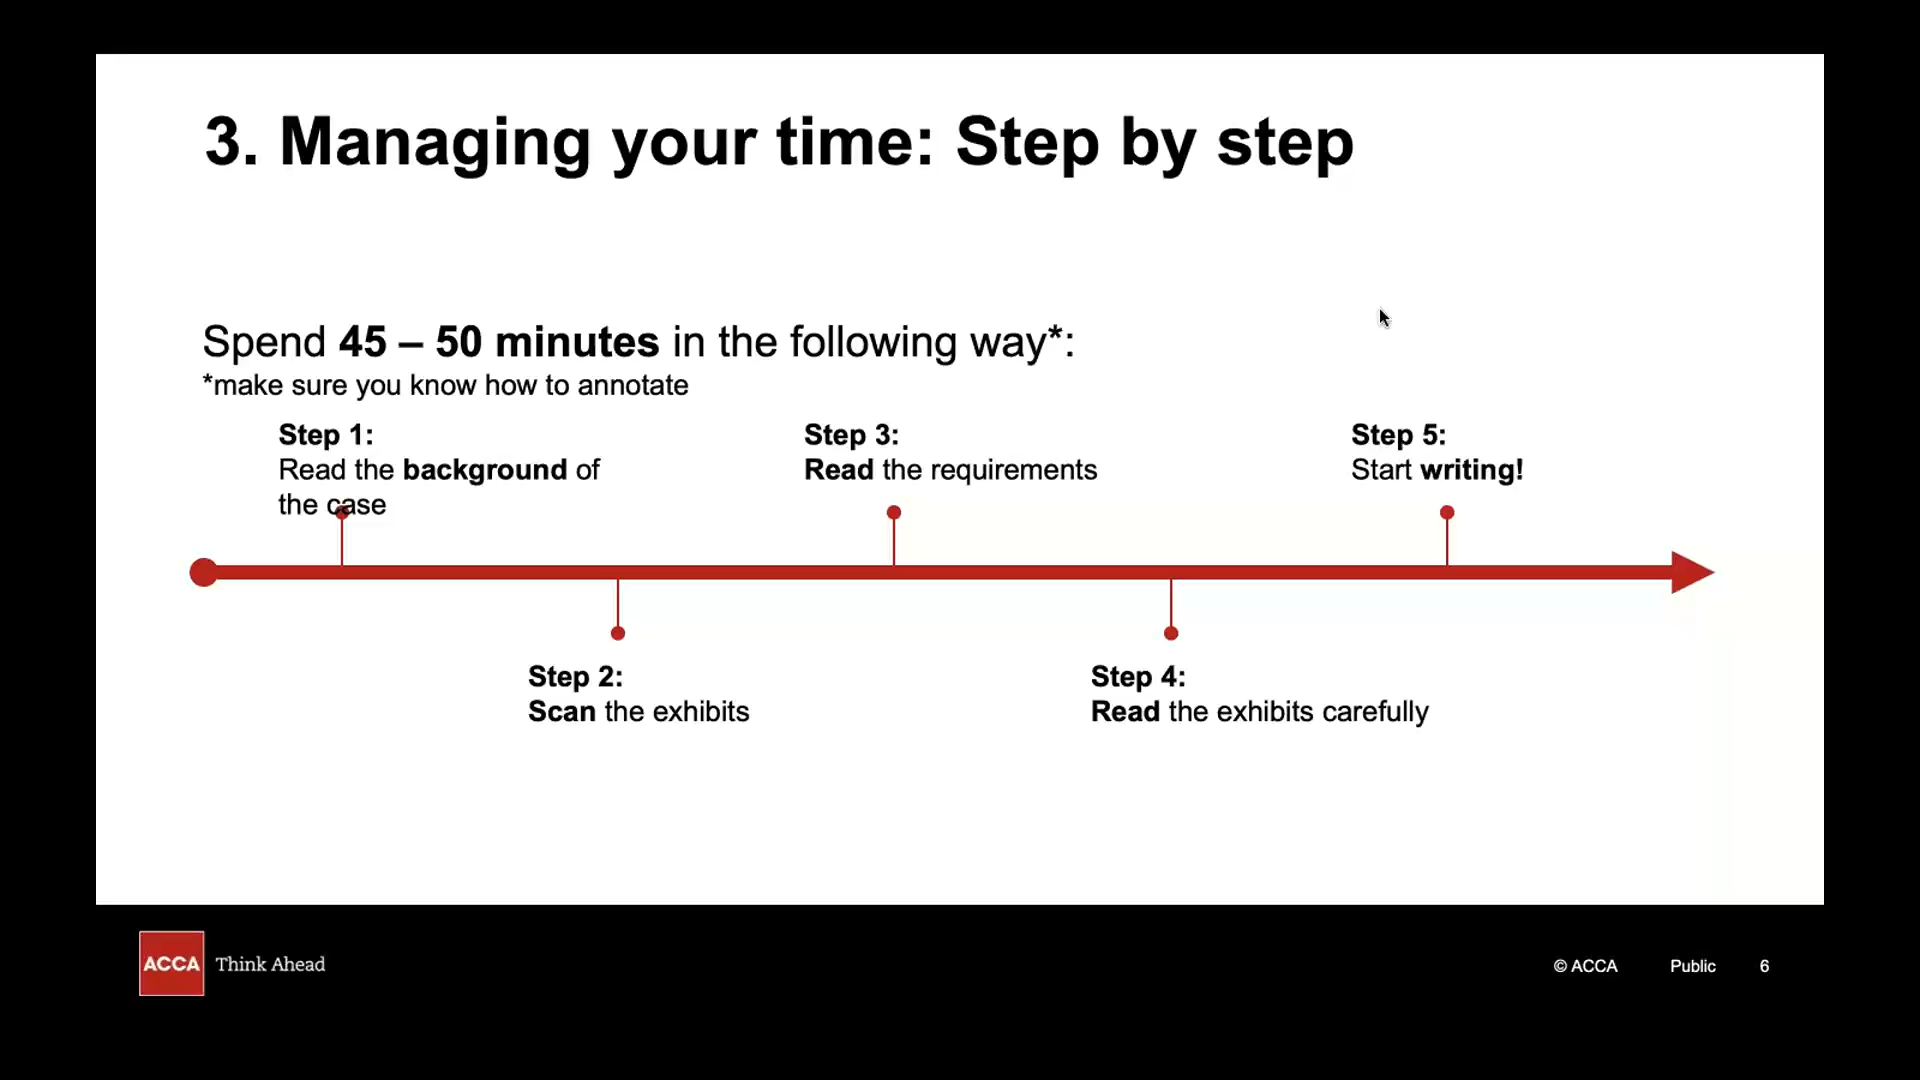 3. Managing your time: Step by step
Spend 45 – 50 minutes in the following way*:
*make sure you know how to annotate
Step 1:
Read the background of
the case
Step 2:
Scan the exhibits
Step 3:
Read the requirements
Step 4:
Read the exhibits carefully
Step 5:
Start writing!
ACCA
Think Ahead
© ACCA
Public
6